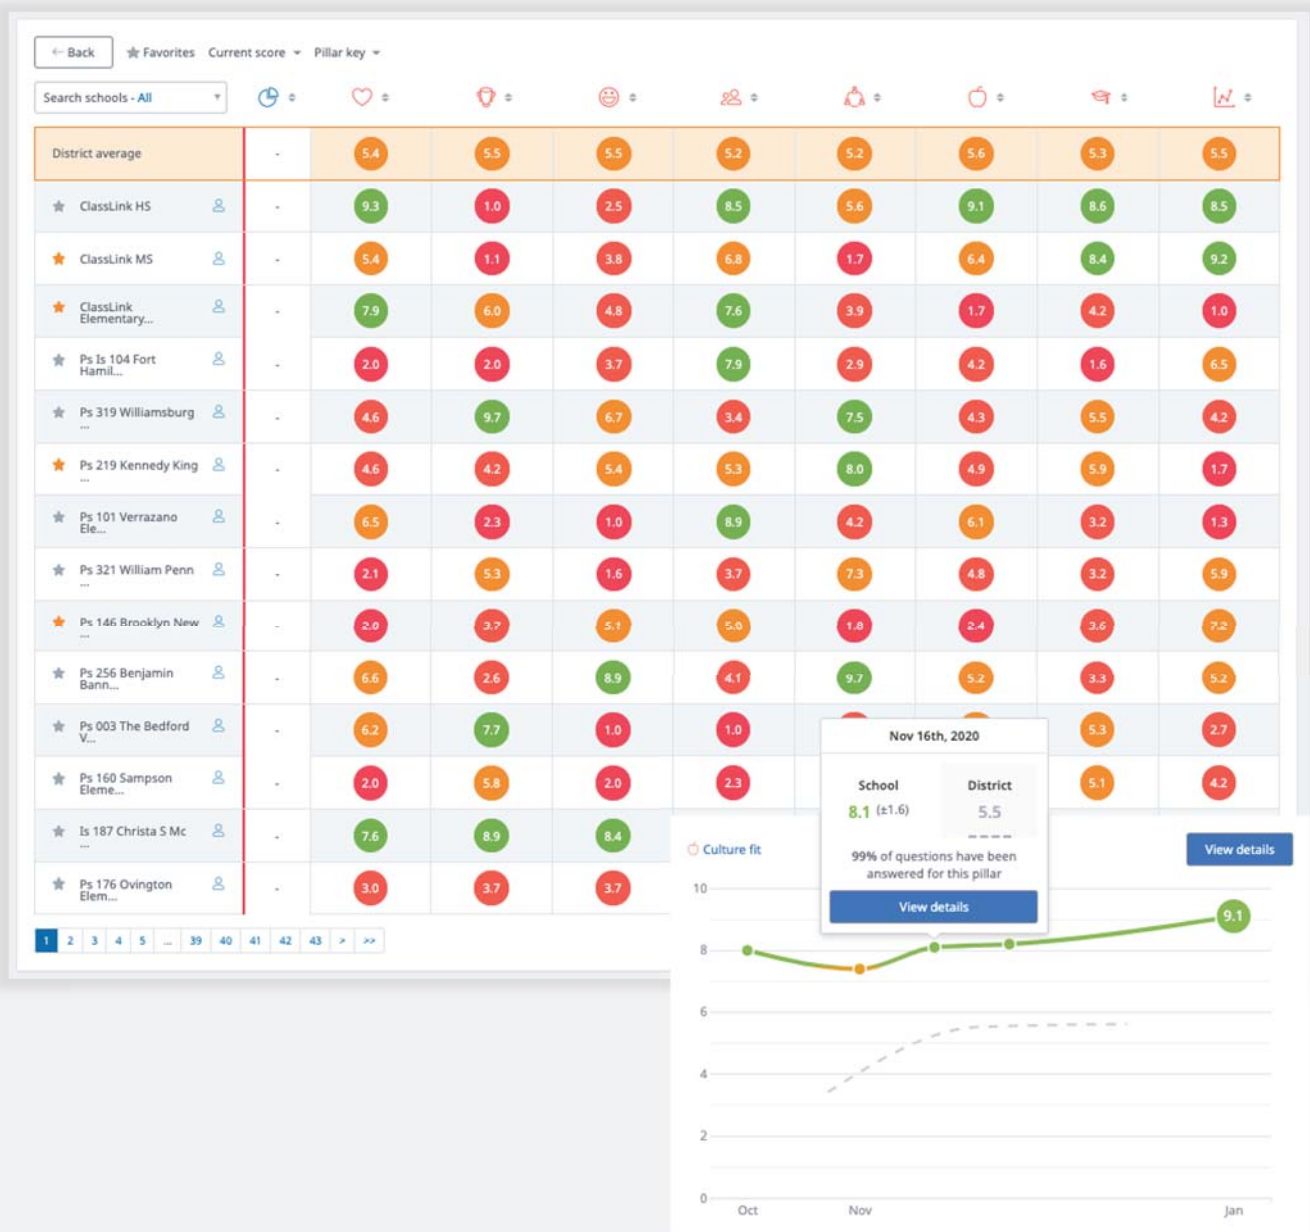 ← Back ★ Favorites Current score Pillar key
Search schools - All
District average - 5.4 5.5 5.5 5.2 5.2 5.6 5.3 5.5
ClassLink HS - 9.3 1.0 2.5 8.5 5.6 9.1 8.6 8.5
ClassLink MS - 5.4 1.1 3.8 6.8 1.7 6.4 8.4 9.2
ClassLink
Elementary... - 7.9 6.0 4.8 7.6 3.9 1.7 4.2 1.0
Ps Is 104 Fort
Hamil... - 2.0 2.0 3.7 7.9 2.9 4.2 1.6 6.5
Ps 319 Williamsburg
... - 4.6 9.7 6.7 3.4 7.5 4.3 5.5 4.2
Ps 219 Kennedy King
... - 4.6 4.2 5.4 5.3 8.0 4.9 5.9 1.7
Ps 101 Verrazano
Ele... - 6.5 2.3 1.0 8.9 4.2 6.1 3.2 1.3
Ps 321 William Penn
... - 2.1 5.3 1.6 3.7 7.3 4.8 3.2 5.9
Ps 146 Brooklyn New
... - 2.0 3.7 5.1 5.0 1.8 2.4 3.6 7.2
Ps 256 Benjamin
Bann... - 6.6 2.6 8.9 4.1 9.7 5.2 3.3 5.2
Ps 003 The Bedford
V... - 6.2 7.7 1.0 1.0 5.3 2.7
Ps 160 Sampson
Eleme... - 2.0 5.8 2.0 2.3 5.1 4.2
Is 187 Christa S Mc
... - 7.6 8.9 8.4
Ps 176 Ovington
Elem... - 3.0 3.7 3.7
1 2 3 4 5 ... 39 40 41 42 43 > >>
Nov 16th, 2020
School District
8.1 (±1.6) 5.5
99% of questions have been
answered for this pillar
View details
Culture fit
View details
10
9.1
8
6
4
2
0
Oct Nov Jan